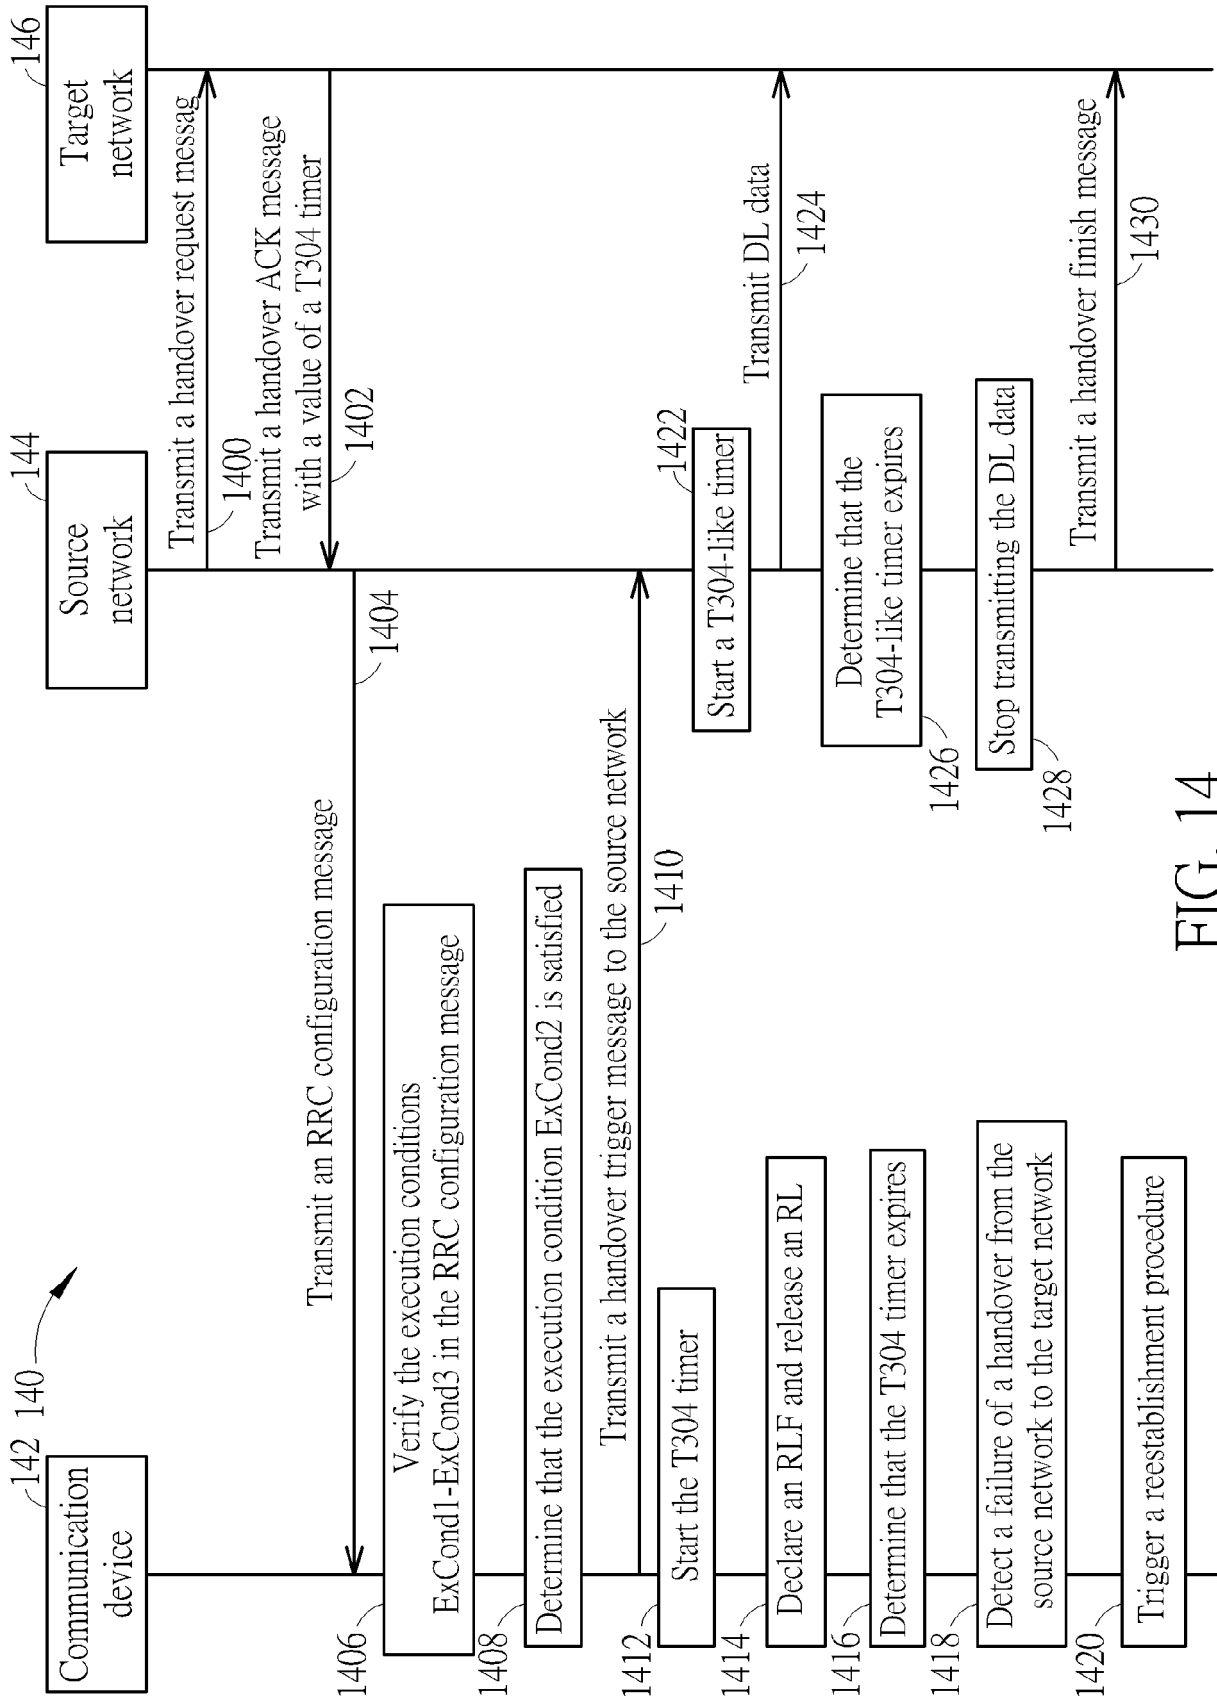 140
142
Communication
device
144
Source
network
146
Target
network
Transmit a handover request messag
1400
Transmit a handover ACK message
with a value of a T304 timer
1402
Transmit an RRC configuration message
1404
1406
Verify the execution conditions
ExCond1-ExCond3 in the RRC configuration message
1408
Determine that the execution condition ExCond2 is satisfied
Transmit a handover trigger message to the source network
1410
1412
Start the T304 timer
1422
Start a T304-like timer
1414
Declare an RLF and release an RL
Transmit DL data
1424
1416
Determine that the T304 timer expires
Determine that the
T304-like timer expires
1426
1418
Detect a failure of a handover from the
source network to the target network
Stop transmitting the DL data
1428
1420
Trigger a reestablishment procedure
Transmit a handover finish message
1430
FIG. 14